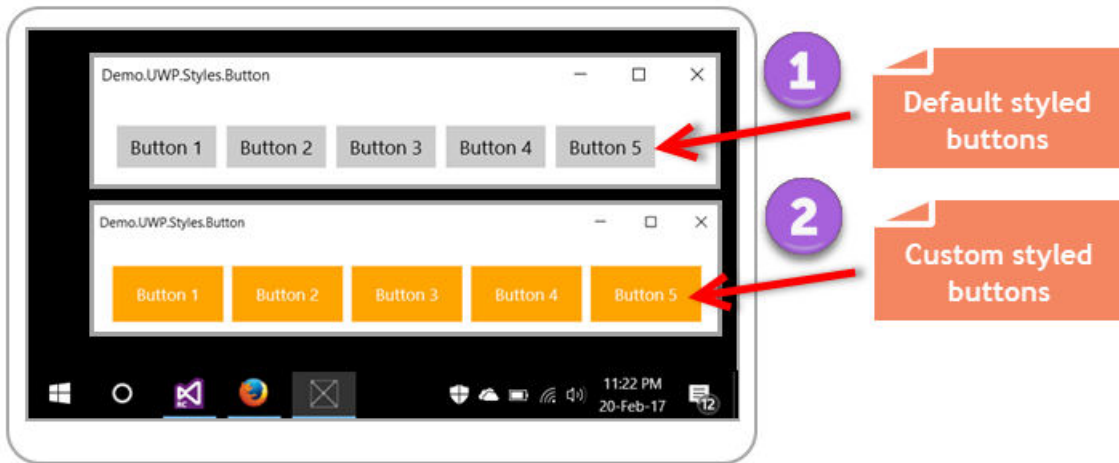 Demo.UWP.Styles.Button
Button 1 Button 2 Button 3 Button 4 Button 5
1
Default styled
buttons
Demo.UWP.Styles.Button
Button 1 Button 2 Button 3 Button 4 Button 5
2
Custom styled
buttons
NC
11:22 PM
20-Feb-17
12